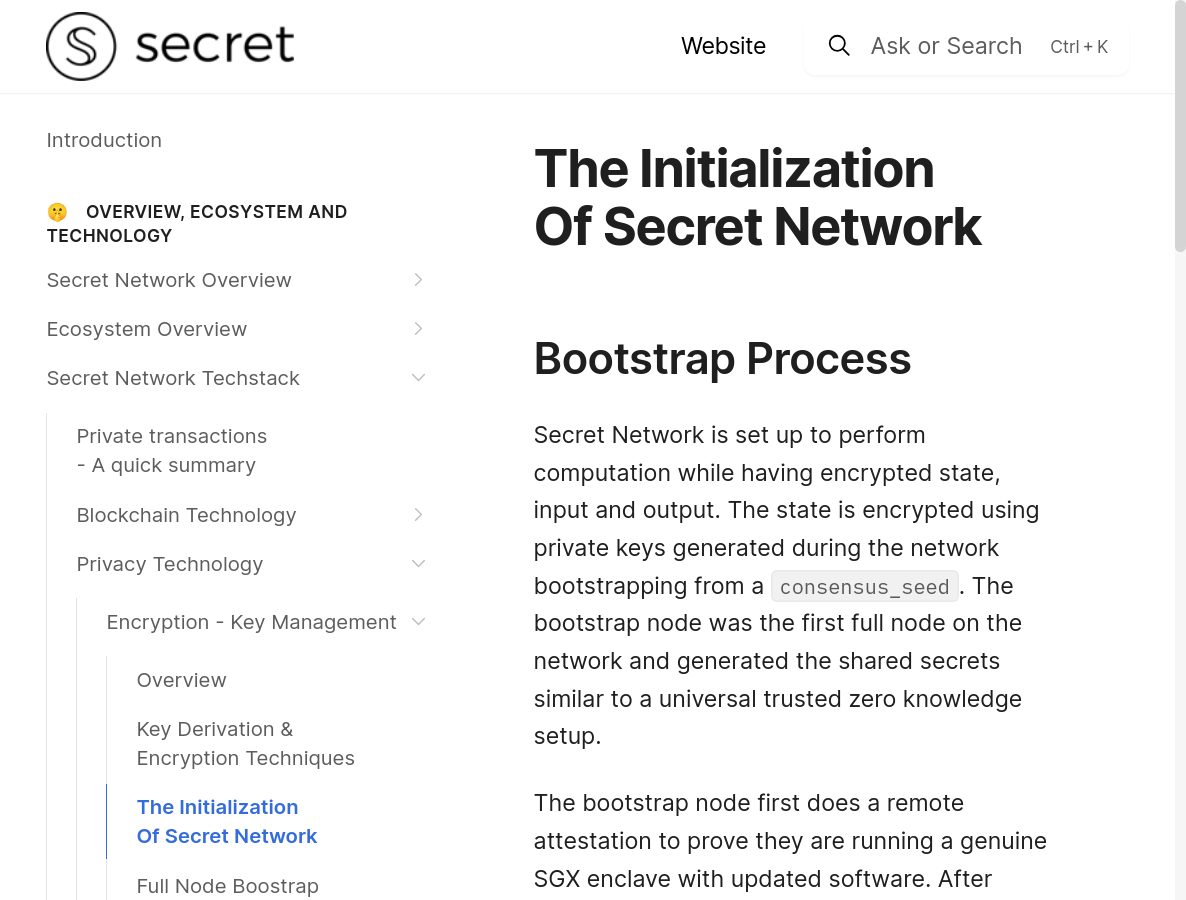 secret
Website
Ask or Search
Ctrl + K
Introduction
🤫 OVERVIEW, ECOSYSTEM AND
TECHNOLOGY
Secret Network Overview
Ecosystem Overview
Secret Network Techstack
Private transactions
- A quick summary
Blockchain Technology
Privacy Technology
Encryption - Key Management
Overview
Key Derivation &
Encryption Techniques
The Initialization
Of Secret Network
Full Node Boostrap
The Initialization
Of Secret Network
Bootstrap Process
Secret Network is set up to perform
computation while having encrypted state,
input and output. The state is encrypted using
private keys generated during the network
bootstrapping from a consensus_seed. The
bootstrap node was the first full node on the
network and generated the shared secrets
similar to a universal trusted zero knowledge
setup.
The bootstrap node first does a remote
attestation to prove they are running a genuine
SGX enclave with updated software. After